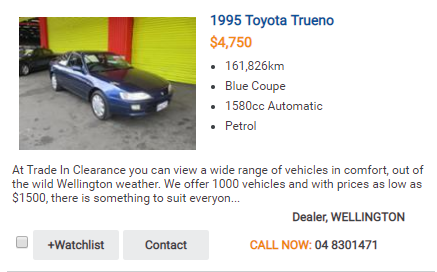 1995 Toyota Trueno
$4,750
161,826km
Blue Coupe
1580cc Automatic
Petrol
At Trade In Clearance you can view a wide range of vehicles in comfort, out of
the wild Wellington weather. We offer 1000 vehicles and with prices as low as
$1500, there is something to suit everyon...
Dealer, WELLINGTON
+Watchlist
Contact
CALL NOW: 04 8301471